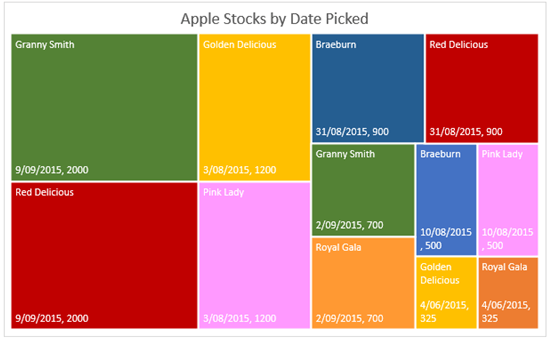 Apple Stocks by Date Picked
Granny Smith
9/09/2015, 2000
Red Delicious
9/09/2015, 2000
Golden Delicious
3/08/2015, 1200
Pink Lady
3/08/2015, 1200
Braeburn
31/08/2015, 900
Red Delicious
31/08/2015, 900
Granny Smith
2/09/2015, 700
Royal Gala
2/09/2015, 700
Braeburn
10/08/2015
, 500
Pink Lady
10/08/2015
, 500
Golden
Delicious
4/06/2015,
325
Royal Gala
4/06/2015,
325